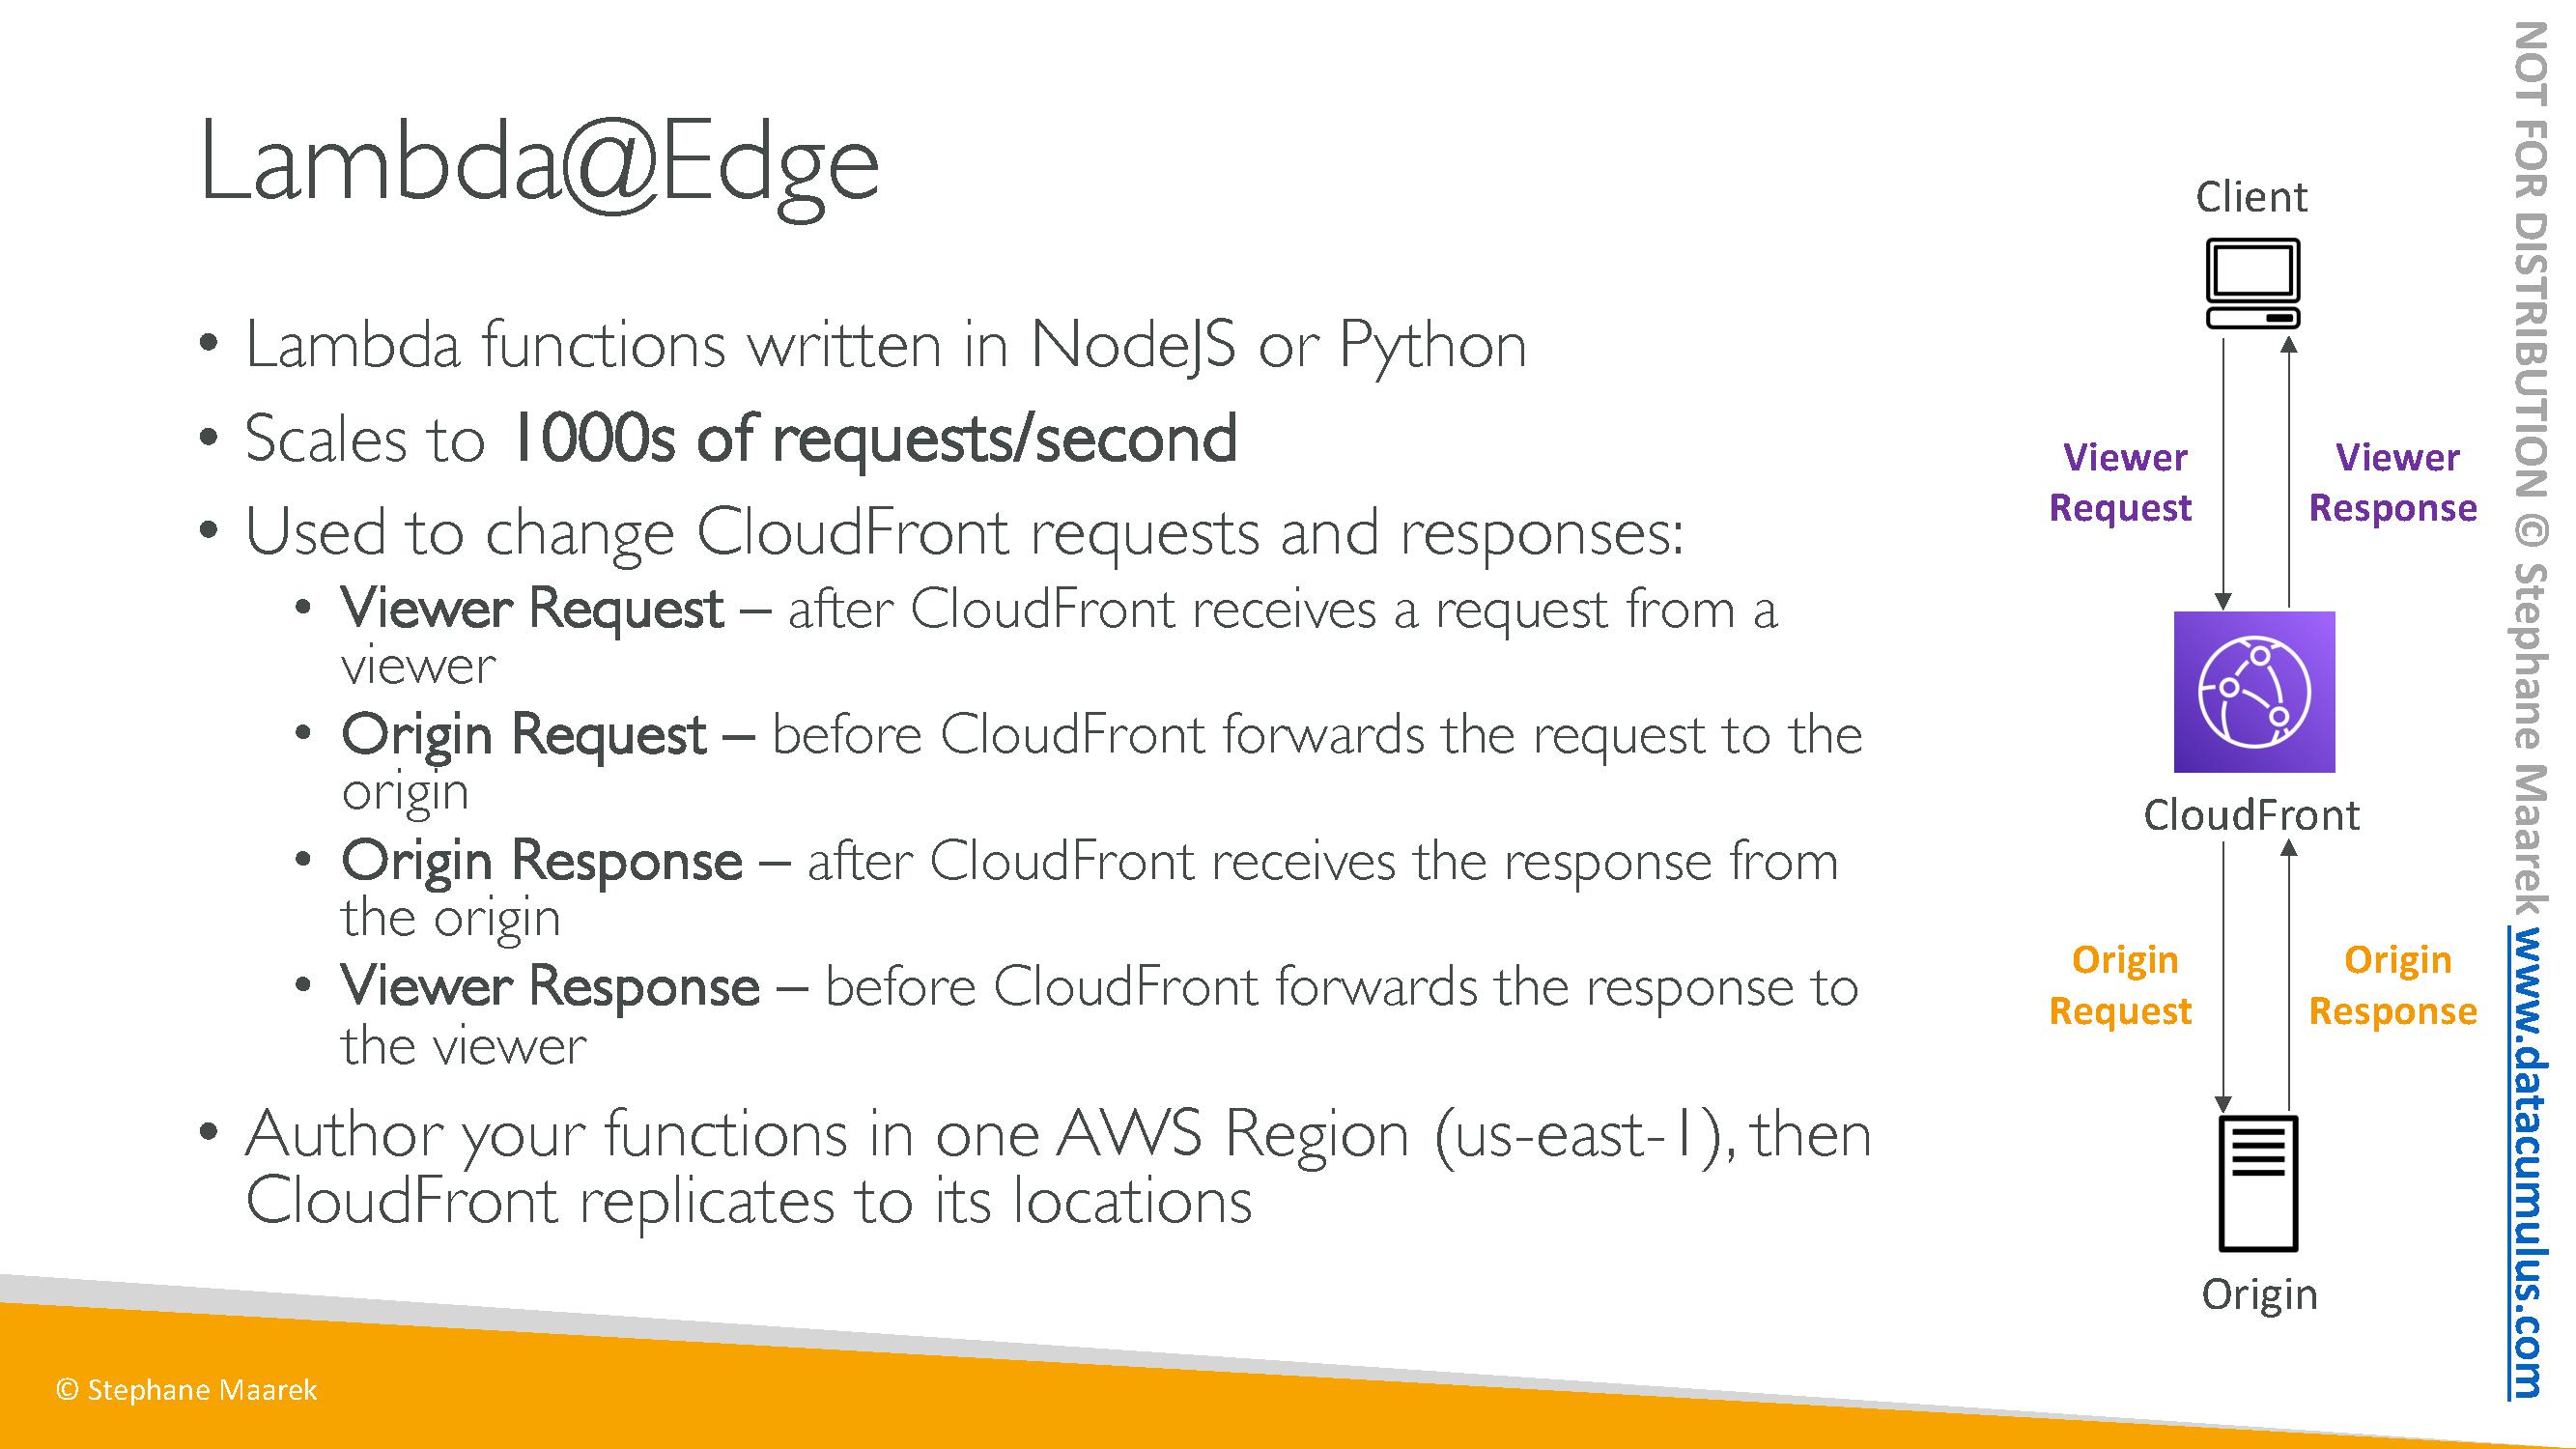 Lambda@Edge
• Lambda functions written in NodeJS or Python
• Scales to 1000s of requests/second
• Used to change CloudFront requests and responses:
• Viewer Request – after CloudFront receives a request from a
viewer
• Origin Request – before CloudFront forwards the request to the
origin
• Origin Response – after CloudFront receives the response from
the origin
• Viewer Response – before CloudFront forwards the response to
the viewer
• Author your functions in one AWS Region (us-east-1), then
CloudFront replicates to its locations
Client
Viewer
Request
Viewer
Response
CloudFront
Origin
Request
Origin
Response
Origin
© Stephane Maarek
NOT FOR DISTRIBUTION © Stephane Maarek www.datacumulus.com